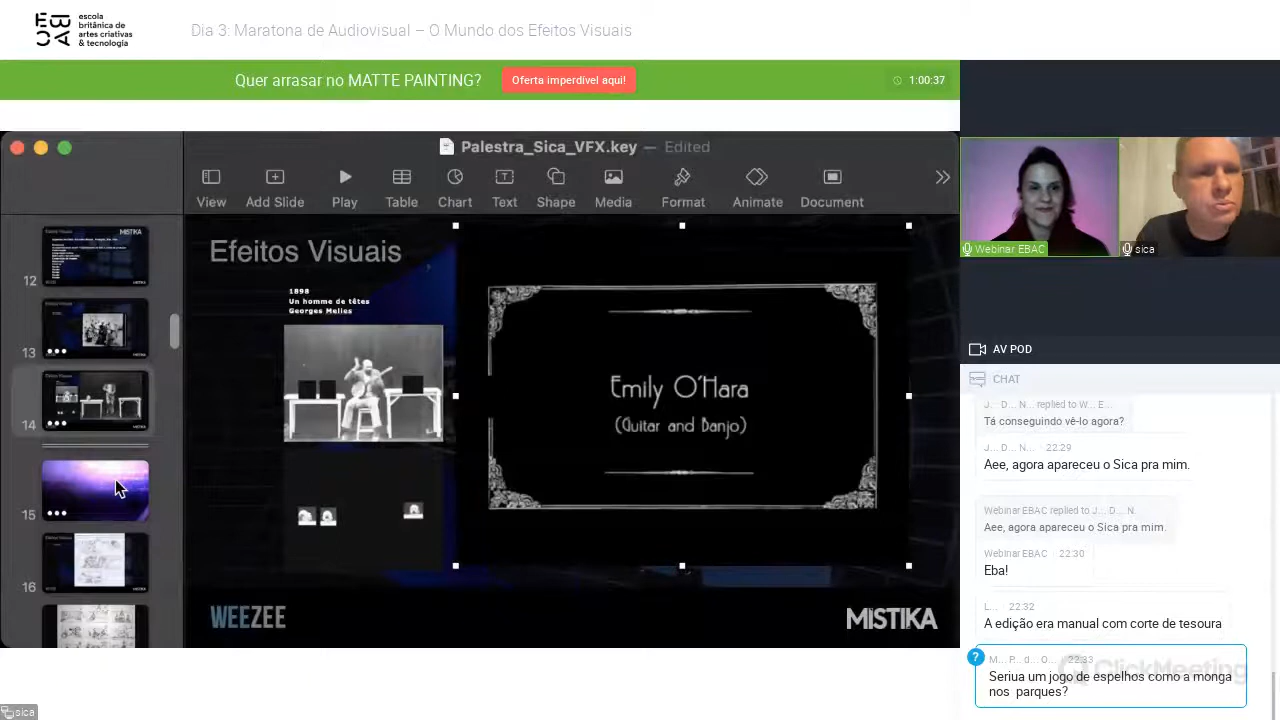 escola
britânica de
artes criativas
& tecnologia
Dia 3: Maratona de Audiovisual – O Mundo dos Efeitos Visuais
Quer arrasar no MATTE PAINTING?
Oferta imperdível aqui!
1:00:37
Palestra_Sica_VFX.key — Edited
View
Add Slide
Play
Table
Chart
Text
Shape
Media
Format
Animate
Document
12
13
14
15
16
MISTIKA
Efeitos Visuais
1898
Un homme de têtes
Georges Melies
Emily O'Hara
(Guitar and Banjo)
WEEZEE
MISTIKA
Webinar EBAC
sica
AV POD
CHAT
J... D... N... replied to W... E...
Tá conseguindo vê-lo agora?
J... D... N... · 22:29
Aee, agora apareceu o Sica pra mim.
Webinar EBAC replied to J... D... N.
Aee, agora apareceu o Sica pra mim.
Webinar EBAC · 22:30
Eba!
L... · 22:32
A edição era manual com corte de tesoura
?
M... P... d... O... · 22:33
ClickMeeting
Seriua um jogo de espelhos como a monga
nos parques?
sica